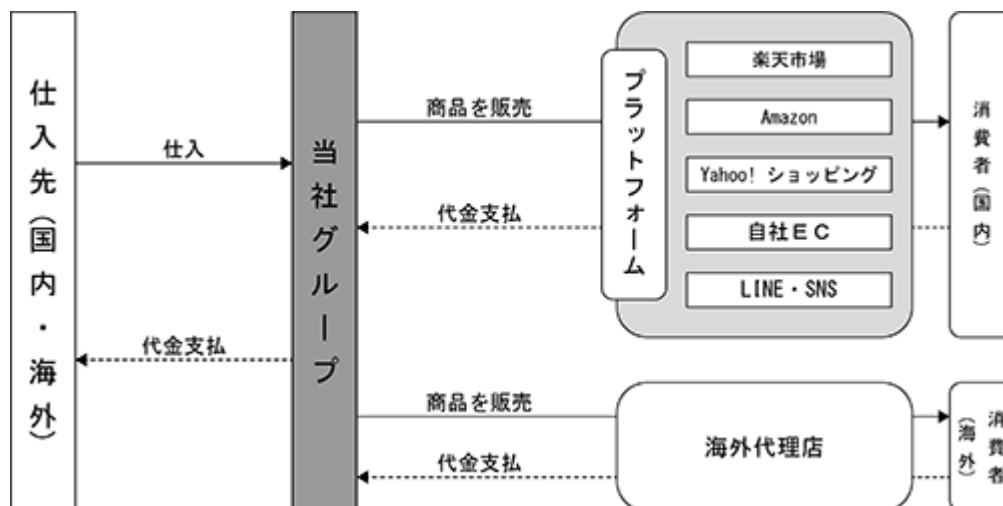 仕入先(国内・海外)
仕入
代金支払
当社グループ
商品を販売
代金支払
プラットフォーム
楽天市場
Amazon
Yahoo! ショッピング
自社EC
LINE・SNS
消費者(国内)
商品を販売
代金支払
海外代理店
消費者
(海外)